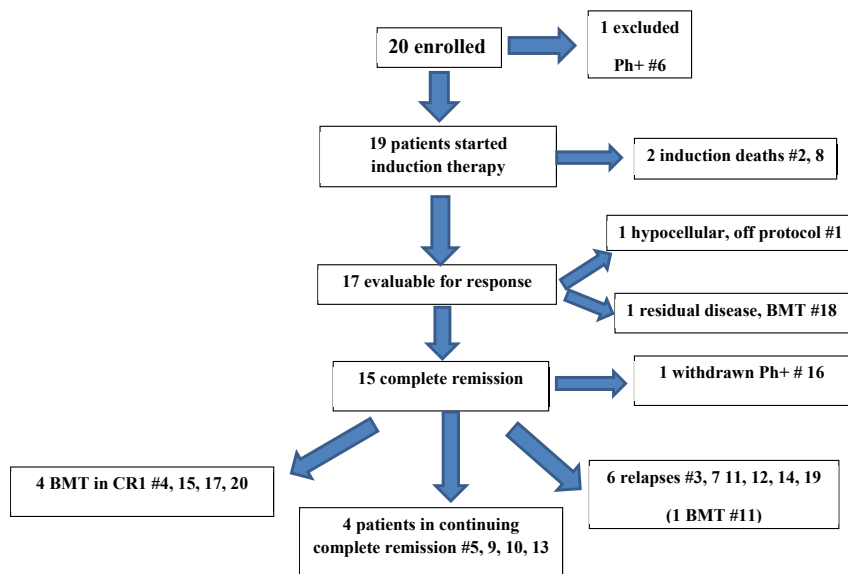 20 enrolled
1 excluded
Ph+ #6
19 patients started
induction therapy
2 induction deaths #2, 8
1 hypocellular, off protocol #1
17 evaluable for response
1 residual disease, BMT #18
15 complete remission
1 withdrawn Ph+ # 16
4 BMT in CR1 #4, 15, 17, 20
4 patients in continuing
complete remission #5, 9, 10, 13
6 relapses #3, 7 11, 12, 14, 19
(1 BMT #11)